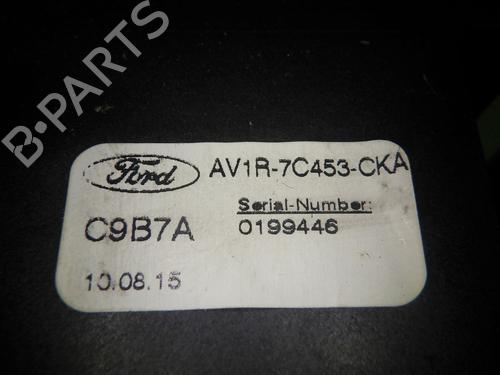 Ford
AV1R-7C453-CKA
Serial-Number:
C9B7A
0199446
10.08.15
B-PARTS